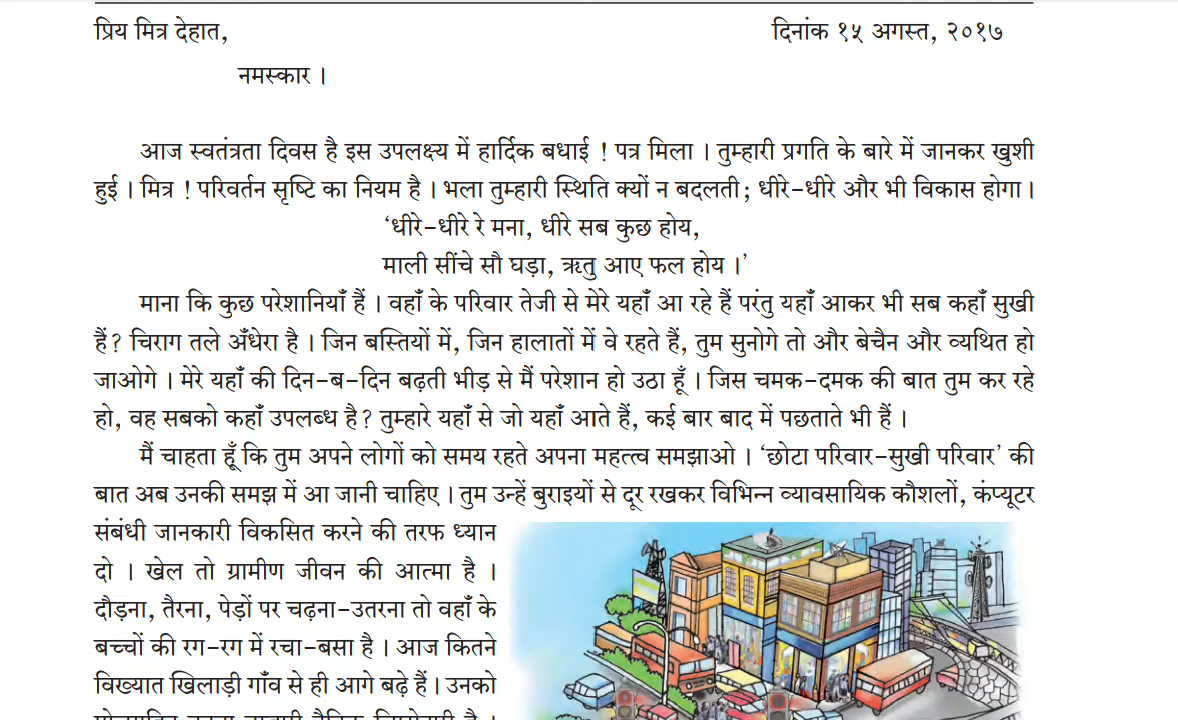 प्रिय मित्र देहात, दिनांक १५ अगस्त, २०१७
नमस्कार ।
आज स्वतंत्रता दिवस है इस उपलक्ष्य में हार्दिक बधाई ! पत्र मिला । तुम्हारी प्रगति के बारे में जानकर खुशी
हुई । मित्र ! परिवर्तन सृष्टि का नियम है । भला तुम्हारी स्थिति क्यों न बदलती; धीरे-धीरे और भी विकास होगा ।
‘धीरे-धीरे रे मना, धीरे सब कुछ होय,
माली सींचे सौ घड़ा, ऋतु आए फल होय ।’
माना कि कुछ परेशानियाँ हैं । वहाँ के परिवार तेजी से मेरे यहाँ आ रहे हैं परंतु यहाँ आकर भी सब कहाँ सुखी
हैं? चिराग तले अँधेरा है । जिन बस्तियों में, जिन हालातों में वे रहते हैं, तुम सुनोगे तो और बेचैन और व्यथित हो
जाओगे । मेरे यहाँ की दिन-ब-दिन बढ़ती भीड़ से मैं परेशान हो उठा हूँ । जिस चमक-दमक की बात तुम कर रहे
हो, वह सबको कहाँ उपलब्ध है? तुम्हारे यहाँ से जो यहाँ आते हैं, कई बार बाद में पछताते भी हैं ।
मैं चाहता हूँ कि तुम अपने लोगों को समय रहते अपना महत्त्व समझाओ । ‘छोटा परिवार-सुखी परिवार’ की
बात अब उनकी समझ में आ जानी चाहिए । तुम उन्हें बुराइयों से दूर रखकर विभिन्न व्यावसायिक कौशलों, कंप्यूटर
संबंधी जानकारी विकसित करने की तरफ ध्यान
दो । खेल तो ग्रामीण जीवन की आत्मा है ।
दौड़ना, तैरना, पेड़ों पर चढ़ना-उतरना तो वहाँ के
बच्चों की रग-रग में रचा-बसा है । आज कितने
विख्यात खिलाड़ी गाँव से ही आगे बढ़े हैं । उनको